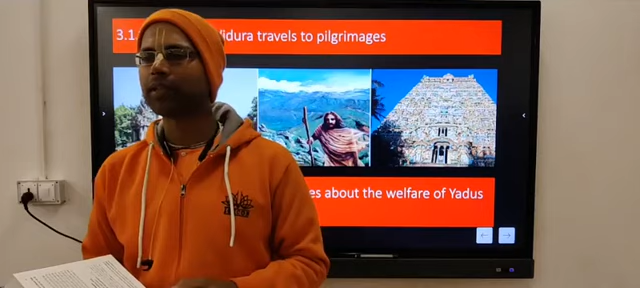 3.1 idura travels to pilgrimages
es about the welfare of Yadus